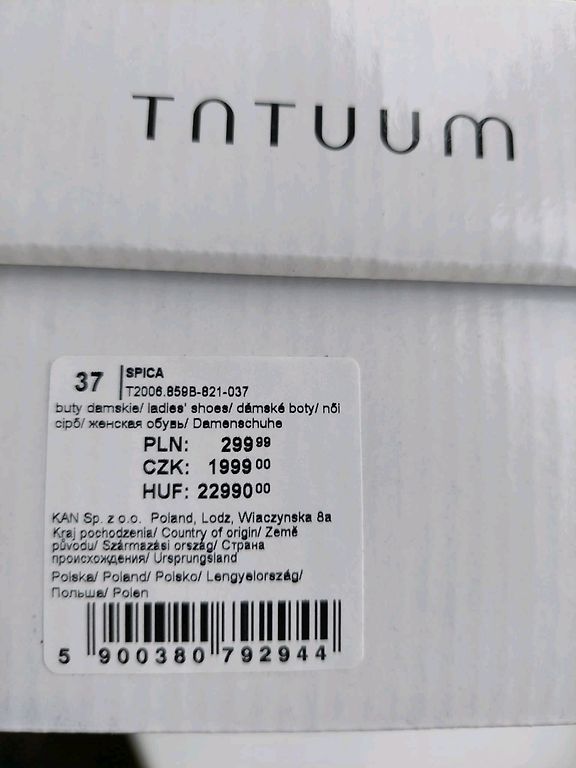 TATUUM
37
SPICA
T2006.859B-821-037
buty damskie/ ladies' shoes/ dámské boty/ női
cipő/ женская обувь/ Damenschuhe
PLN: 299 99
CZK: 1999 00
HUF: 22990 00
KAN Sp. z o.o. Poland, Lodz, Wiaczynska 8a
Kraj pochodzenia/ Country of origin/ Země
původu/ Származási ország/ Страна
происхождения/ Ursprungsland
Polska/ Poland/ Polsko/ Lengyelország/
Польша/ Polen
5 900380 792944